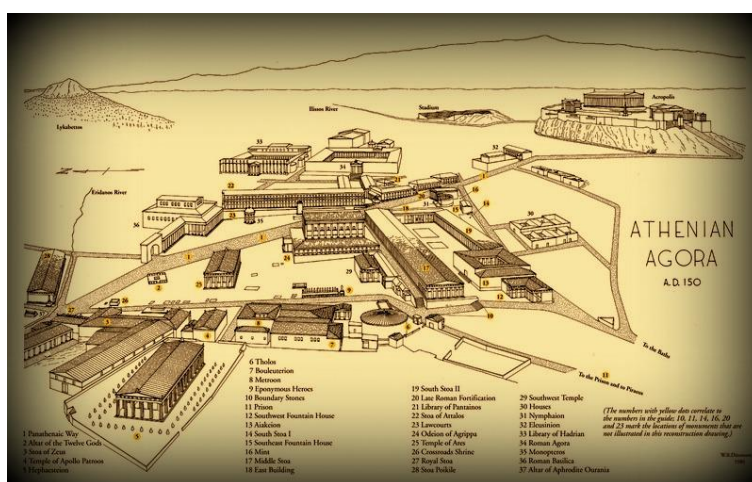 Lykabettos
Ilissos River
Stadium
Acropolis
Eridanos River
ATHENIAN
AGORA
A.D. 150
To the Baths
To the Prison and to Piraeus
1 Panathenaic Way
2 Altar of the Twelve Gods
3 Stoa of Zeus
4 Temple of Apollo Patroos
5 Hephaisteion
6 Tholos
7 Bouleuterion
8 Metroon
9 Eponymous Heroes
10 Boundary Stones
11 Prison
12 Southwest Fountain House
13 Aiakeion
14 South Stoa I
15 Southeast Fountain House
16 Mint
17 Middle Stoa
18 East Building
19 South Stoa II
20 Late Roman Fortification
21 Library of Pantainos
22 Stoa of Attalos
23 Lawcourts
24 Odeion of Agrippa
25 Temple of Ares
26 Crossroads Shrine
27 Royal Stoa
28 Stoa Poikile
29 Southwest Temple
30 Houses
31 Nymphaion
32 Eleusinion
33 Library of Hadrian
34 Roman Agora
35 Monopteros
36 Roman Basilica
37 Altar of Aphrodite Ourania
(The numbers with yellow dots correlate to
the numbers in the guide; 10, 11, 14, 16, 20
and 23 mark the locations of monuments that are
not illustrated in this reconstruction drawing.)